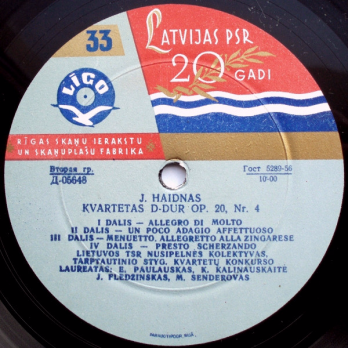 33
LATVIJAS PSR
20 GADI
LĪGO
RĪGAS SKAŅU IERAKSTU
UN SKAŅUPLAŠU FABRIKA
Вторая гр.
Д-05648
Гост 5289-56
10-00
J. HAIDNAS
KVARTETAS D-DUR OP. 20, Nr. 4
I DALIS — ALLEGRO DI MOLTO
II DALIS — UN POCO ADAGIO AFFETTUOSO
III DALIS — MENUETTO, ALLEGRETTO ALLA ZINGARESE
IV DALIS — PRESTO SCHERZANDO
LIETUVOS TSR NUSIPELNĘS KOLEKTYVAS,
TARPTAUTINIO STYG. KVARTETŲ KONKURSO
LAUREATAS: E. PAULAUSKAS, K. KALINAUSKAITĖ
J. FLEDŽINSKAS, M. ŠENDEROVAS